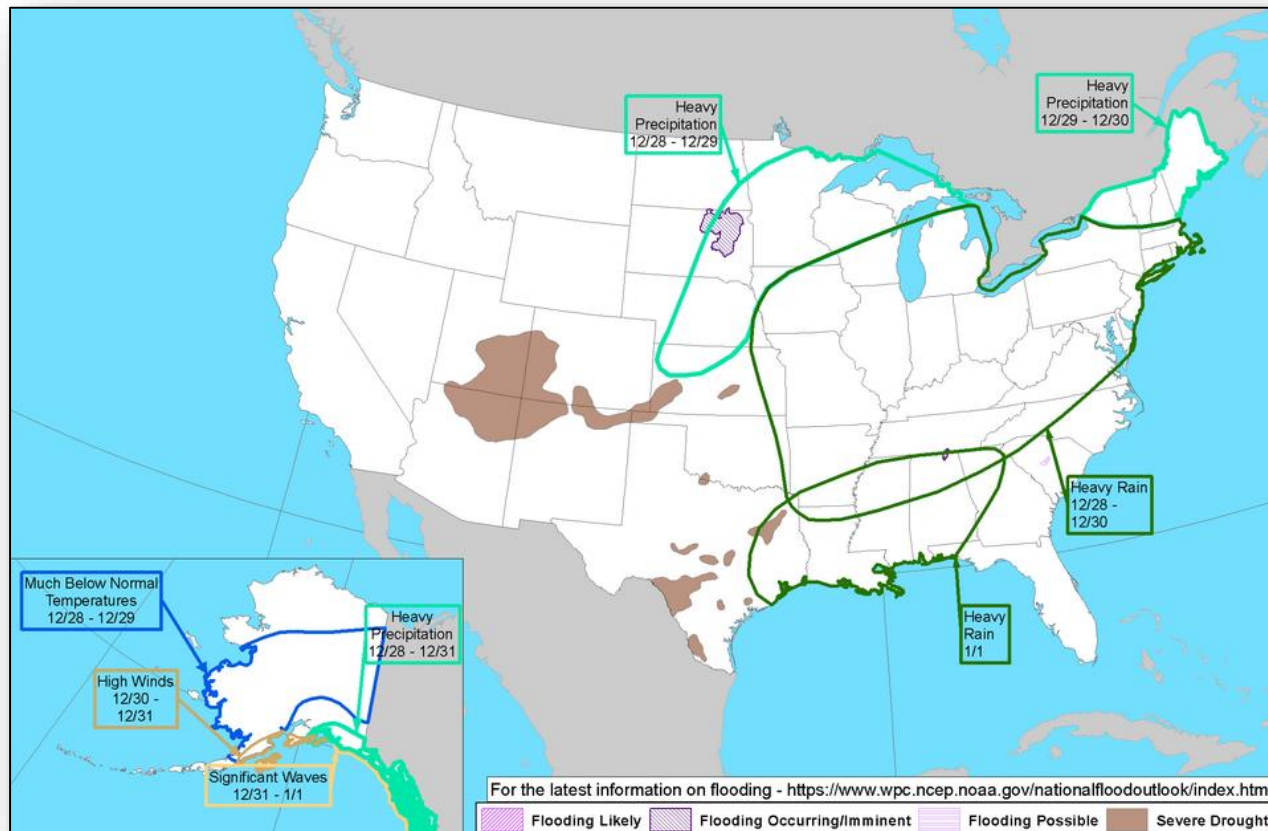 Heavy
Precipitation
12/28 - 12/29
Heavy
Precipitation
12/29 - 12/30
Heavy Rain
12/28 -
12/30
Heavy
Rain
1/1
Much Below Normal
Temperatures
12/28 - 12/29
Heavy
Precipitation
12/28 - 12/31
High Winds
12/30 -
12/31
Significant Waves
12/31 - 1/1
For the latest information on flooding - https://www.wpc.ncep.noaa.gov/nationalfloodoutlook/index.htm
Flooding Likely Flooding Occurring/Imminent Flooding Possible Severe Drought